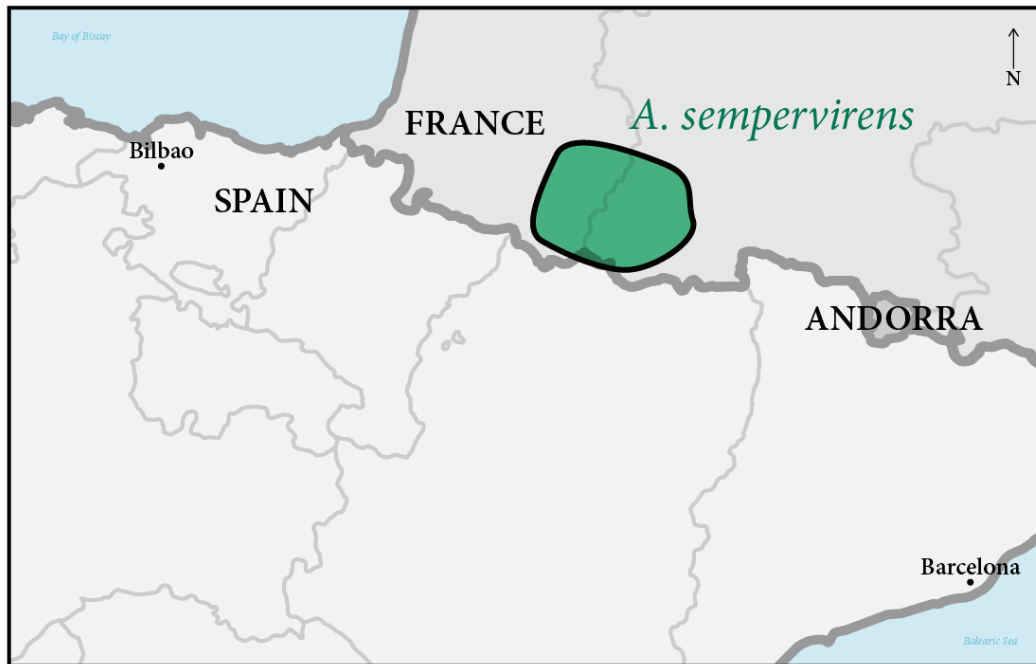 Bay of Biscay
N
A. sempervirens
FRANCE
Bilbao
SPAIN
ANDORRA
Barcelona
Balearic Sea